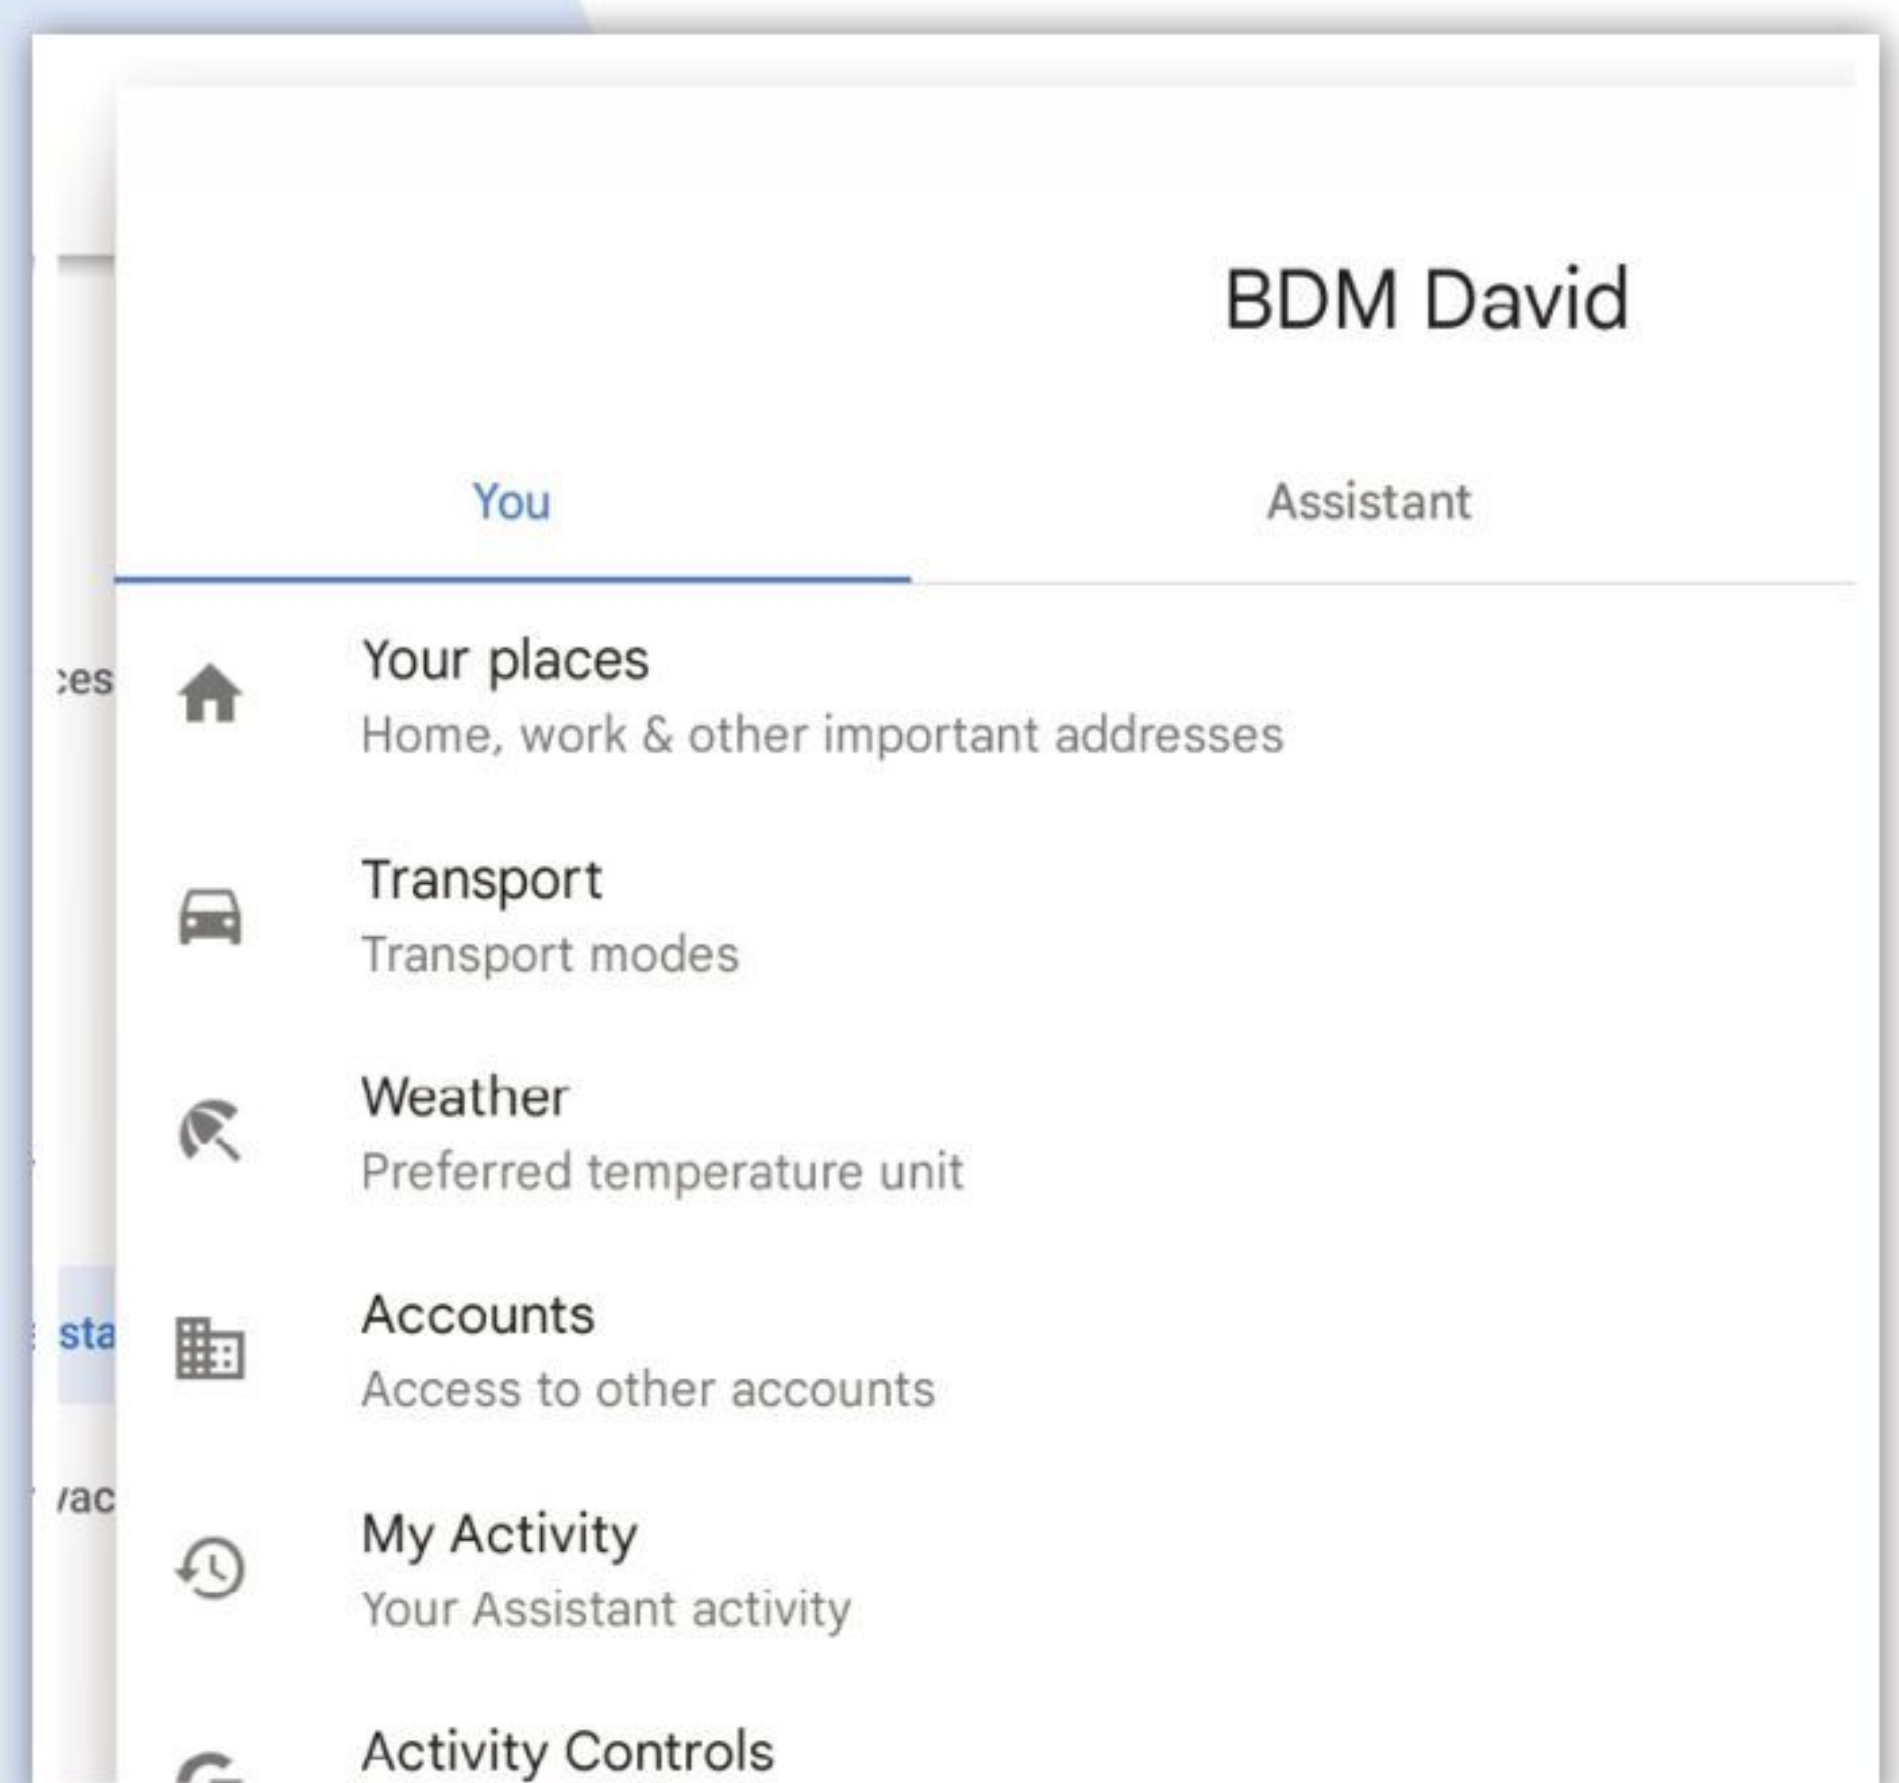 BDM David
You
Assistant
Your places
Home, work & other important addresses
Transport
Transport modes
Weather
Preferred temperature unit
Accounts
Access to other accounts
My Activity
Your Assistant activity
Activity Controls